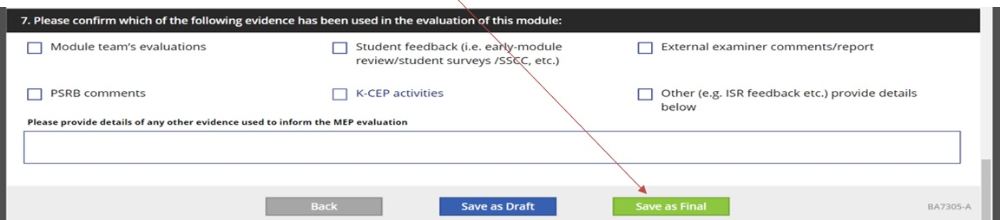 7. Please confirm which of the following evidence has been used in the evaluation of this module:
Module team's evaluations
Student feedback (i.e. early-module
review/student surveys /SSCC, etc.)
External examiner comments/report
PSRB comments
K-CEP activities
Other (e.g. ISR feedback etc.) provide details
below
Please provide details of any other evidence used to inform the MEP evaluation
Back
Save as Draft
Save as Final
BA7305-A